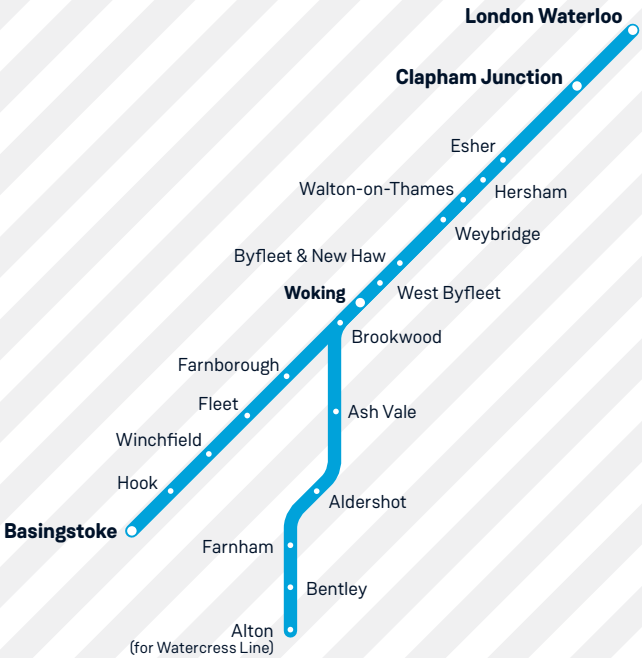 London Waterloo
Clapham Junction
Esher
Walton-on-Thames
Hersham
Weybridge
Byfleet & New Haw
Woking
West Byfleet
Brookwood
Farnborough
Fleet
Ash Vale
Winchfield
Hook
Aldershot
Basingstoke
Farnham
Bentley
Alton
(for Watercress Line)